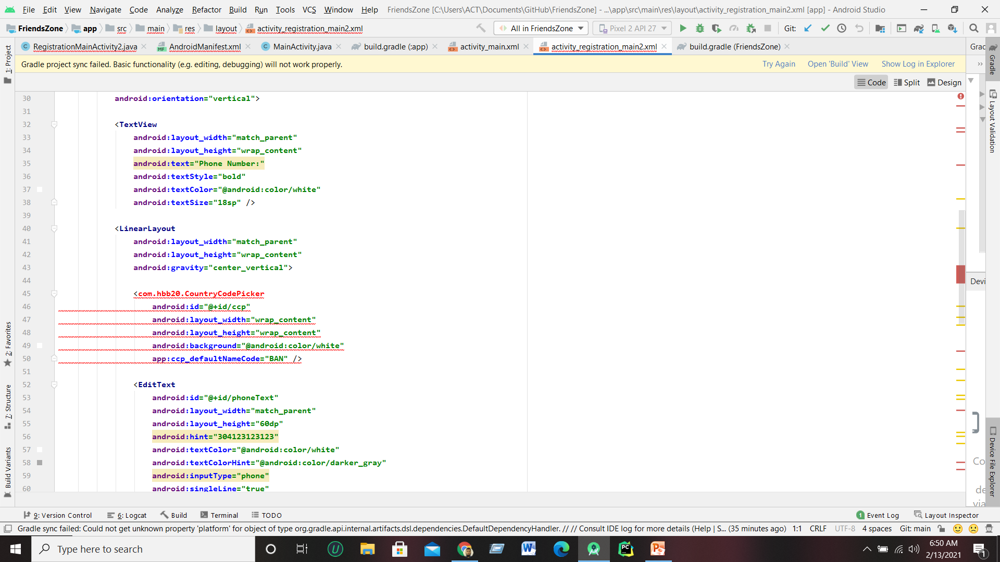 File Edit View Navigate Code Analyze Refactor Build Run Tools VCS Window Help FriendsZone [C:\Users\ACT\Documents\GitHub\FriendsZone] - ...\app\src\main\res\layout\activity_registration_main2.xml [app] - Android Studio
FriendsZone app src main res layout activity_registration_main2.xml All in FriendsZone Pixel 2 API 27 Git:
RegistrationMainActivity2.java AndroidManifest.xml MainActivity.java build.gradle (:app) activity_main.xml activity_registration_main2.xml build.gradle (FriendsZone) Grad
Gradle project sync failed. Basic functionality (e.g. editing, debugging) will not work properly. Try Again Open 'Build' View Show Log in Explorer
Code Split Design
30 android:orientation="vertical">
31
32 <TextView
33 android:layout_width="match_parent"
34 android:layout_height="wrap_content"
35 android:text="Phone Number:"
36 android:textStyle="bold"
37 android:textColor="@android:color/white"
38 android:textSize="18sp" />
39
40 <LinearLayout
41 android:layout_width="match_parent"
42 android:layout_height="wrap_content"
43 android:gravity="center_vertical">
44
45 <com.hbb20.CountryCodePicker
46 android:id="@+id/ccp"
47 android:layout_width="wrap_content"
48 android:layout_height="wrap_content"
49 android:background="@android:color/white"
50 app:ccp_defaultNameCode="BAN" />
51
52 <EditText
53 android:id="@+id/phoneText"
54 android:layout_width="match_parent"
55 android:layout_height="60dp"
56 android:hint="304123123123"
57 android:textColor="@android:color/white"
58 android:textColorHint="@android:color/darker_gray"
59 android:inputType="phone"
60 android:singleLine="true"
1: Project
2: Favorites
7: Structure
Build Variants
Gradle
Layout Validation
Devi
Device File Explorer
Co
de
via
9: Version Control 6: Logcat Build Terminal TODO 1 Event Log Layout Inspector
Gradle sync failed: Could not get unknown property 'platform' for object of type org.gradle.api.internal.artifacts.dsl.dependencies.DefaultDependencyHandler. // // Consult IDE log for more details (Help | S... (35 minutes ago) 1:1 CRLF UTF-8 4 spaces Git: main
Type here to search
6:50 AM
2/13/2021
1